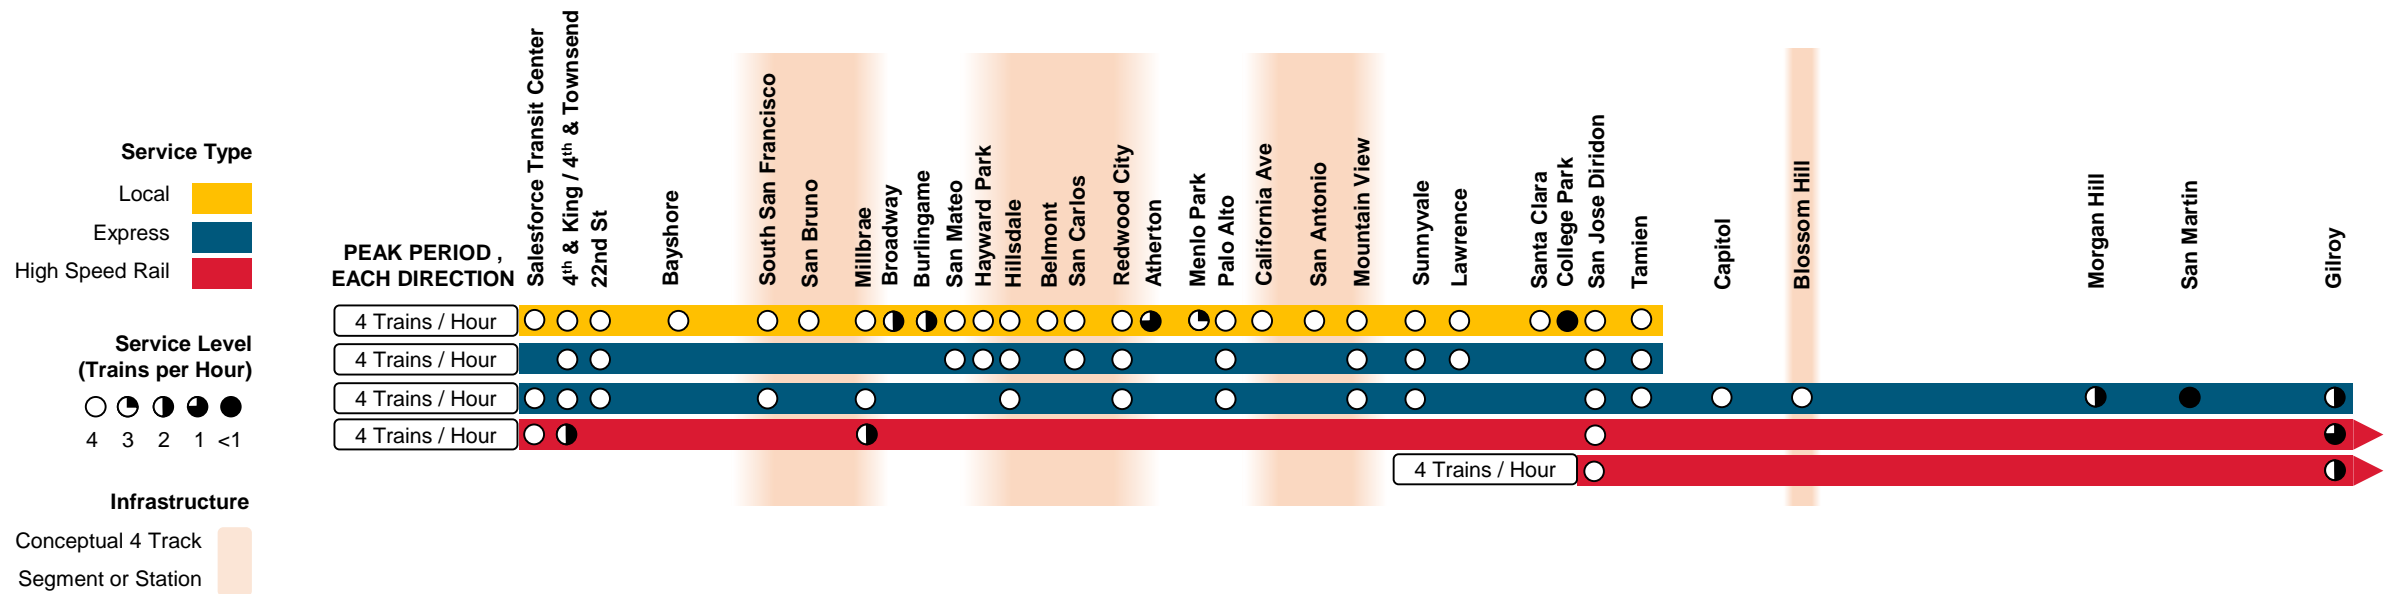 Service Type
Local
Express
High Speed Rail
Service Level
(Trains per Hour)
4 3 2 1 <1
Infrastructure
Conceptual 4 Track
Segment or Station
PEAK PERIOD ,
EACH DIRECTION
Salesforce Transit Center
4th & King / 4th & Townsend
22nd St
Bayshore
South San Francisco
San Bruno
Millbrae
Broadway
Burlingame
San Mateo
Hayward Park
Hillsdale
Belmont
San Carlos
Redwood City
Atherton
Menlo Park
Palo Alto
California Ave
San Antonio
Mountain View
Sunnyvale
Lawrence
Santa Clara
College Park
San Jose Diridon
Tamien
Capitol
Blossom Hill
Morgan Hill
San Martin
Gilroy
4 Trains / Hour
4 Trains / Hour
4 Trains / Hour
4 Trains / Hour
4 Trains / Hour